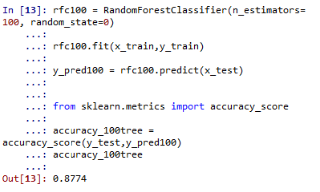 In [13]: rfc100 = RandomForestClassifier(n_estimators=
100, random_state=0)
...:
...: rfc100.fit(x_train,y_train)
...:
...: y_pred100 = rfc100.predict(x_test)
...:
...:
...: from sklearn.metrics import accuracy_score
...:
...: accuracy_100tree =
accuracy_score(y_test,y_pred100)
...: accuracy_100tree
...:
Out[13]: 0.8774